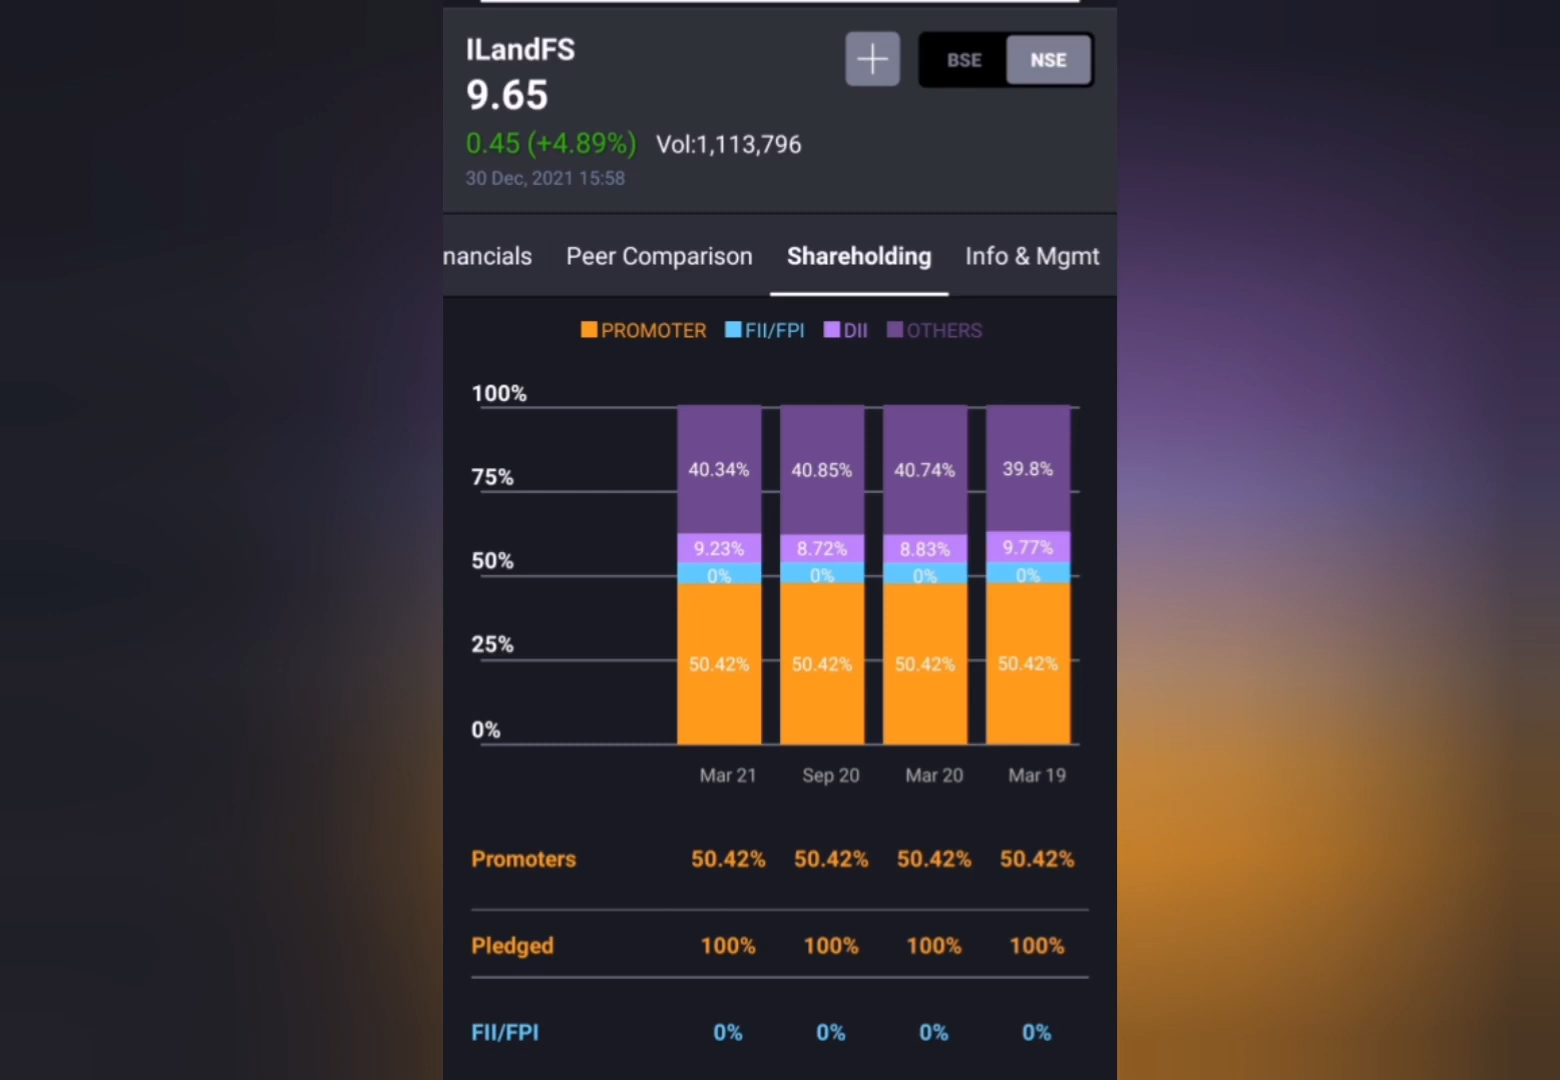 ILandFS
9.65
0.45 (+4.89%) Vol:1,113,796
30 Dec, 2021 15:58
BSE NSE
nancials Peer Comparison Shareholding Info & Mgmt
PROMOTER FII/FPI DII OTHERS
100%
75%
50%
25%
0%
40.34% 40.85% 40.74% 39.8%
9.23% 8.72% 8.83% 9.77%
0% 0% 0% 0%
50.42% 50.42% 50.42% 50.42%
Mar 21 Sep 20 Mar 20 Mar 19
Promoters 50.42% 50.42% 50.42% 50.42%
Pledged 100% 100% 100% 100%
FII/FPI 0% 0% 0% 0%